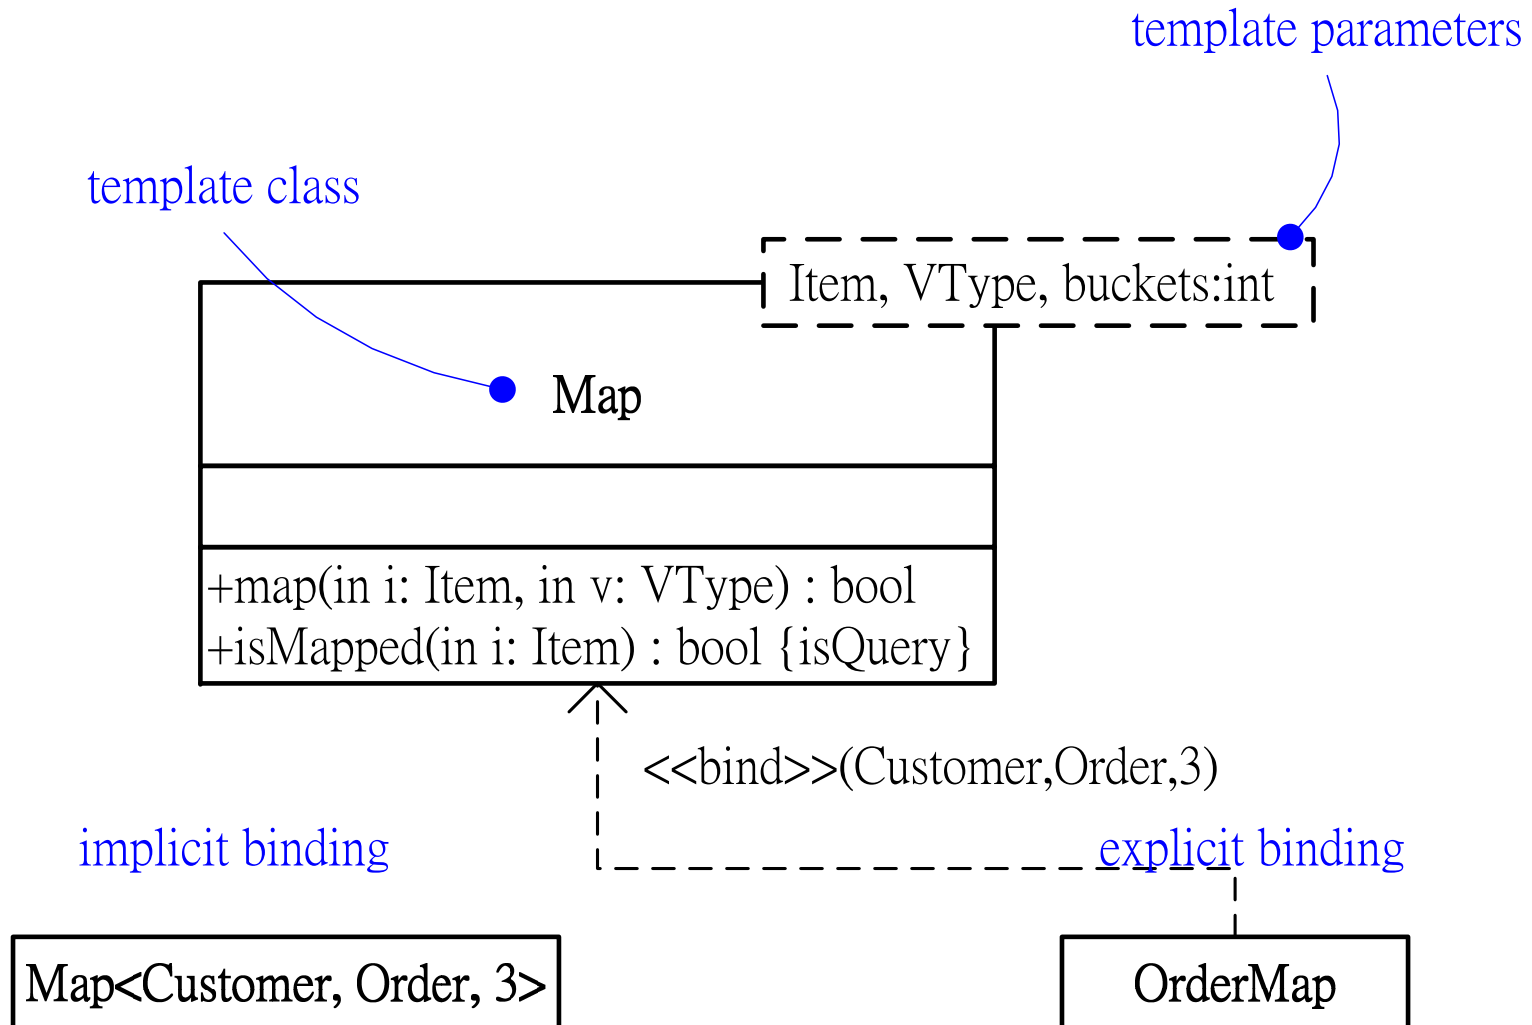 template parameters
template class
Item, VType, buckets:int
Map
+map(in i: Item, in v: VType) : bool
+isMapped(in i: Item) : bool {isQuery}
<<bind>>(Customer,Order,3)
implicit binding
explicit binding
Map<Customer, Order, 3>
OrderMap